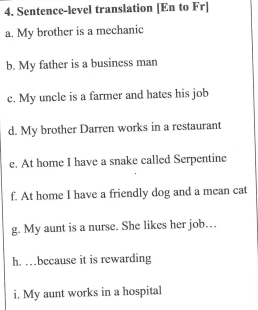 4. Sentence-level translation [En to Fr]
a. My brother is a mechanic
b. My father is a business man
c. My uncle is a farmer and hates his job
d. My brother Darren works in a restaurant
e. At home I have a snake called Serpentine
f. At home I have a friendly dog and a mean cat
g. My aunt is a nurse. She likes her job…
h. …because it is rewarding
i. My aunt works in a hospital